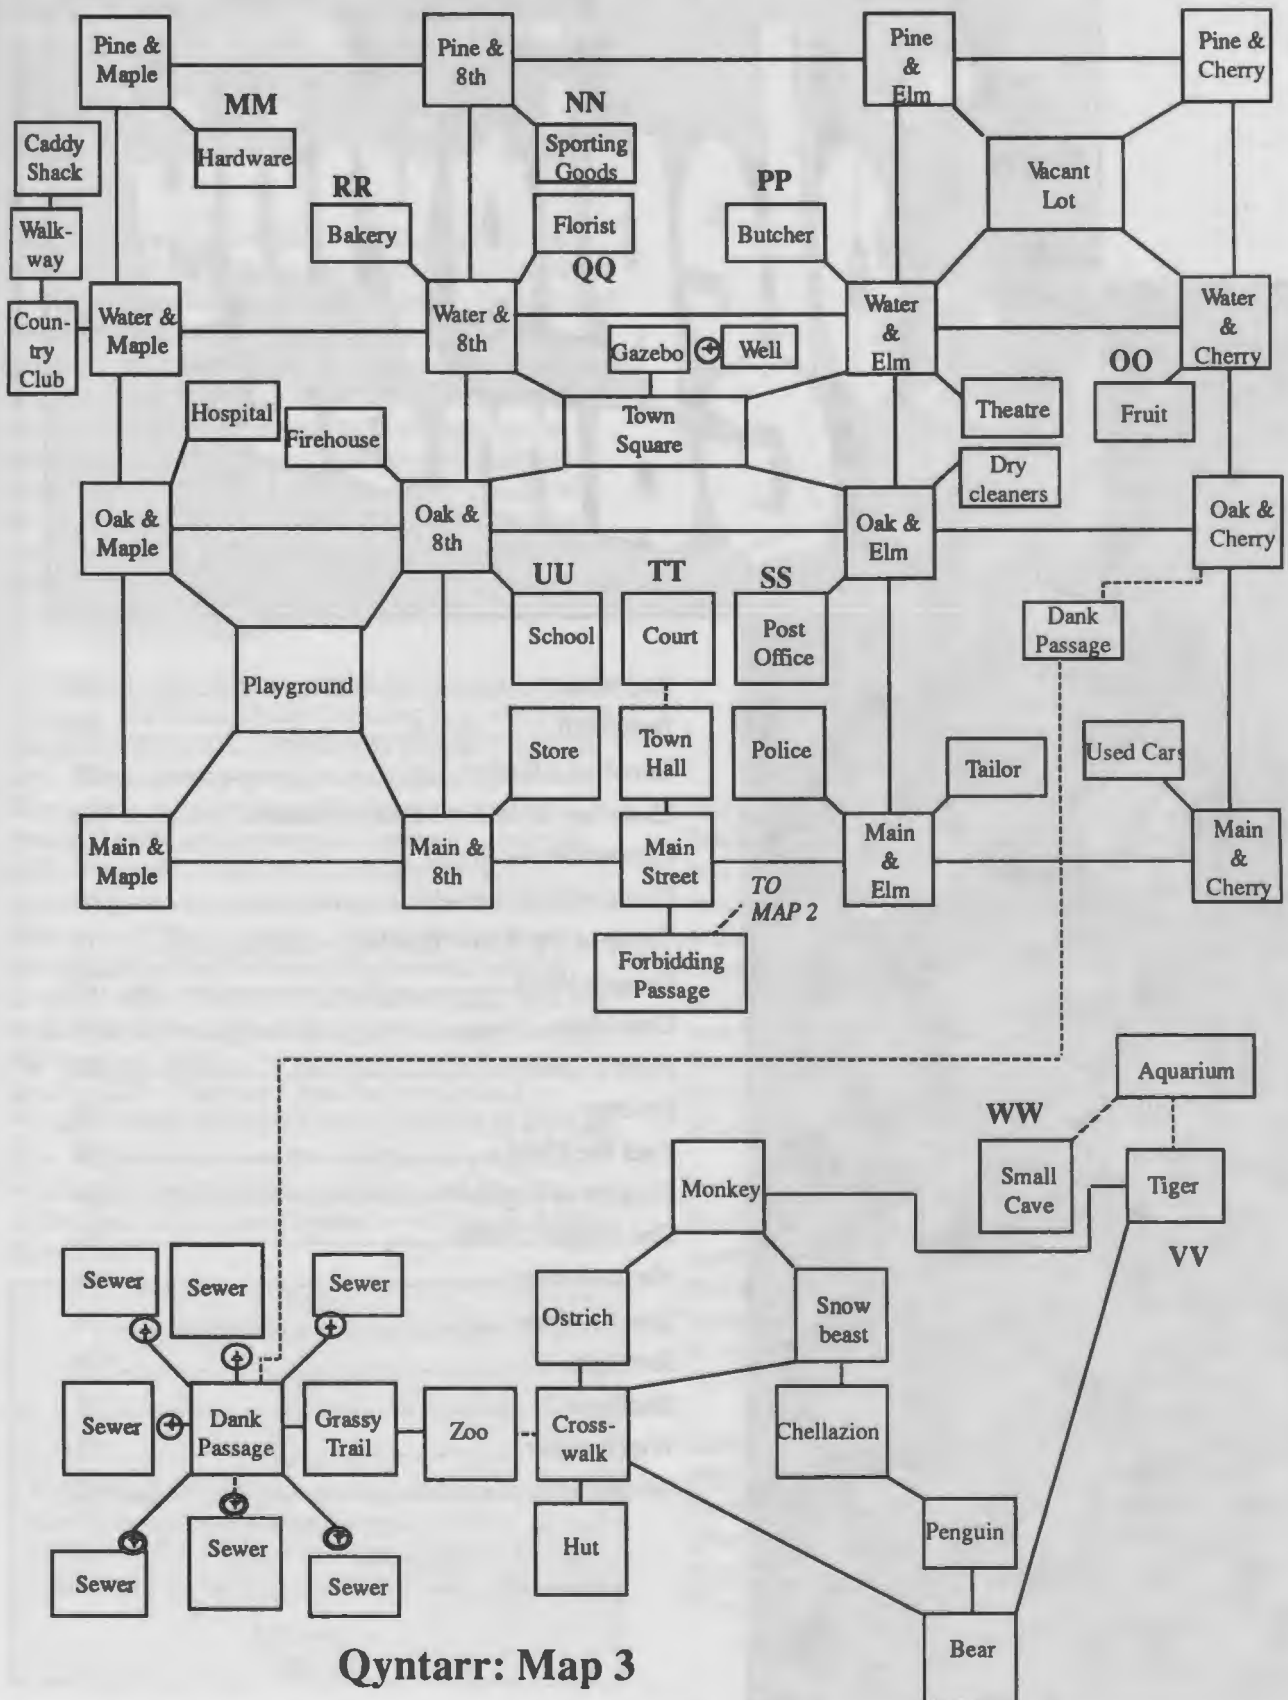 Pine &
Maple
Pine &
8th
Pine
&
Elm
Pine &
Cherry
MM
NN
Caddy
Shack
Hardware
Sporting
Goods
Vacant
Lot
RR
PP
Walk-
way
Bakery
Florist
Butcher
QQ
Coun-
try
Club
Water &
Maple
Water &
8th
Gazebo
Well
Water
&
Elm
Water
&
Cherry
OO
Hospital
Firehouse
Town
Square
Theatre
Fruit
Dry
cleaners
Oak &
Maple
Oak &
8th
Oak &
Elm
Oak &
Cherry
UU
TT
SS
School
Court
Post
Office
Dank
Passage
Playground
Store
Town
Hall
Police
Tailor
Used Cars
Main &
Maple
Main &
8th
Main
Street
Main
&
Elm
Main
&
Cherry
TO
MAP 2
Forbidding
Passage
Aquarium
WW
Monkey
Small
Cave
Tiger
VV
Sewer
Sewer
Sewer
Ostrich
Snow
beast
Sewer
Dank
Passage
Grassy
Trail
Zoo
Cross-
walk
Chellazion
Sewer
Sewer
Sewer
Hut
Penguin
Bear
Qyntarr: Map 3